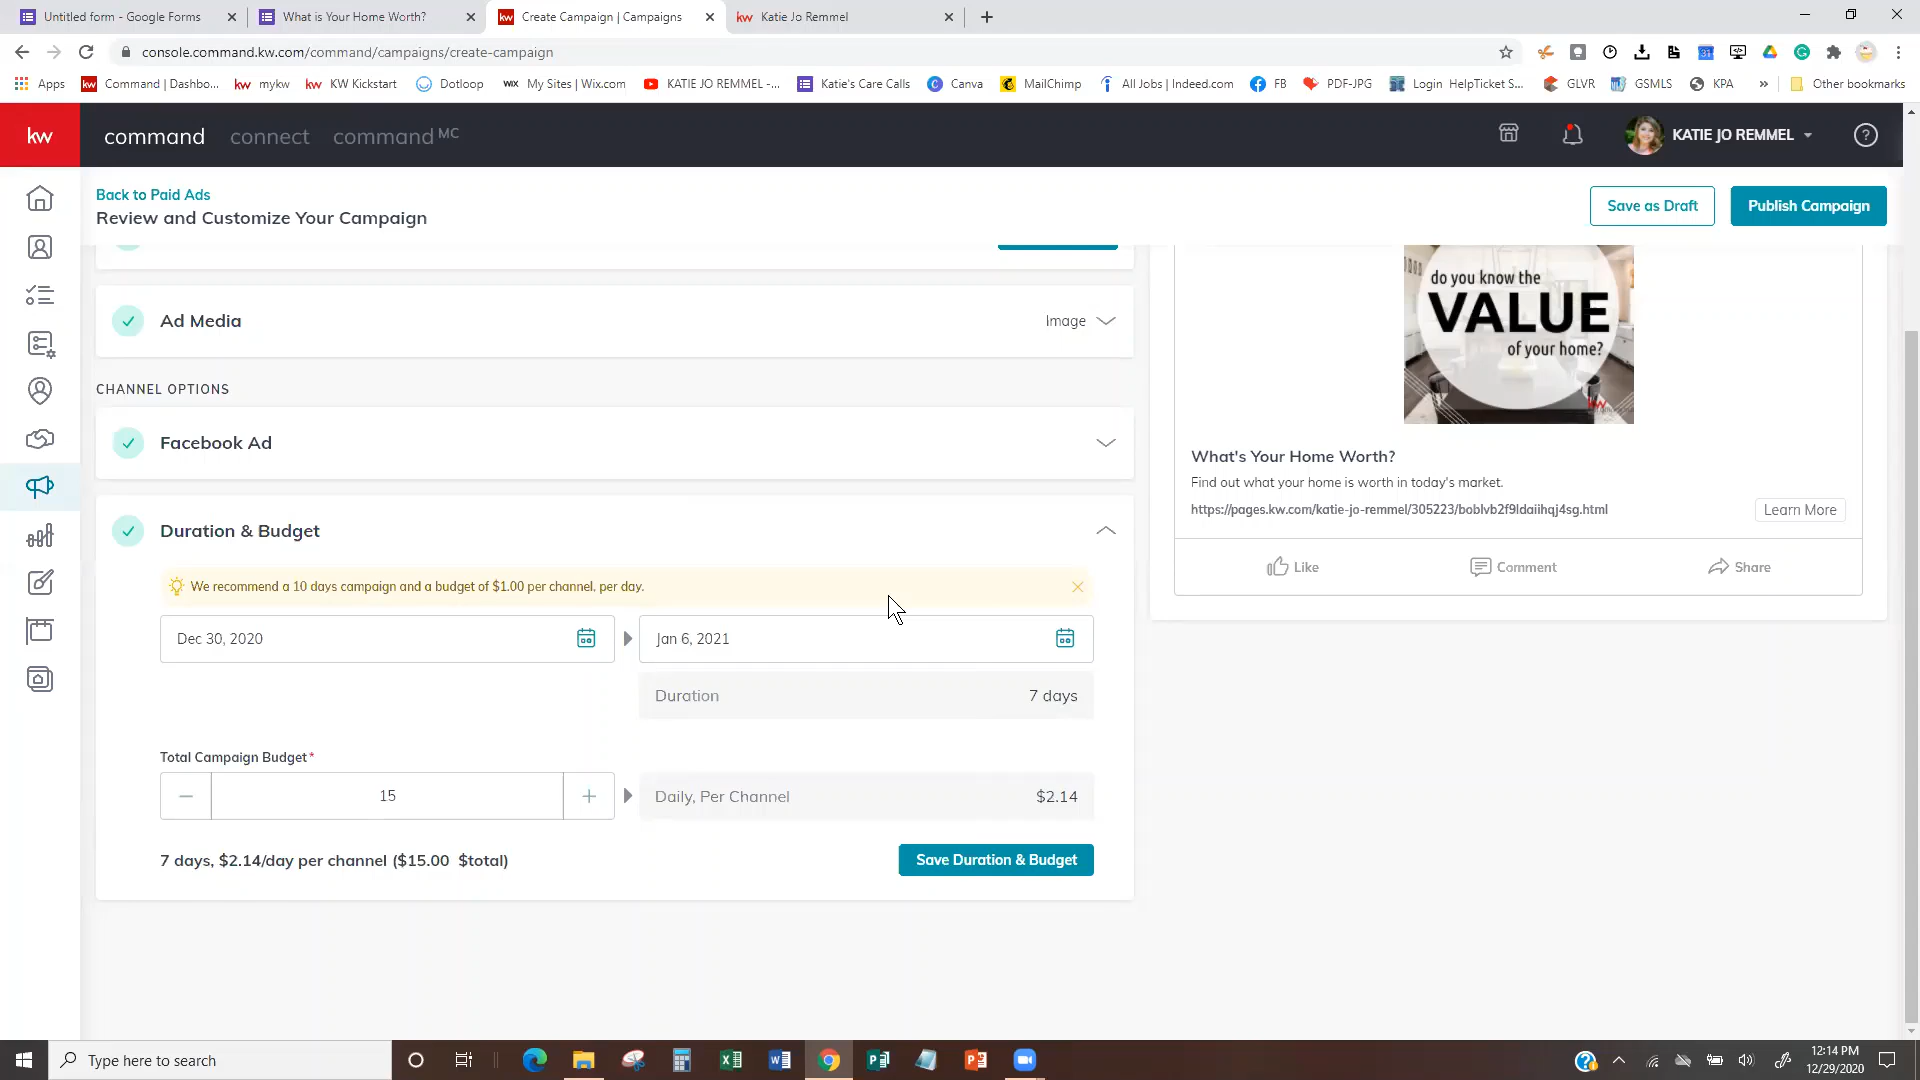 Untitled form - Google Forms
What is Your Home Worth?
kw Create Campaign | Campaigns
kw Katie Jo Remmel
console.command.kw.com/command/campaigns/create-campaign
Apps
kw Command | Dashbo...
kw mykw
kw KW Kickstart
Dotloop
WIX My Sites | Wix.com
KATIE JO REMMEL -...
Katie's Care Calls
Canva
MailChimp
All Jobs | Indeed.com
FB
PDF-JPG
Login HelpTicket S...
GLVR
GSMLS
KPA
»
Other bookmarks
kw
command
connect
command MC
KATIE JO REMMEL
Back to Paid Ads
Review and Customize Your Campaign
Save as Draft
Publish Campaign
Ad Media
Image
CHANNEL OPTIONS
Facebook Ad
Duration & Budget
We recommend a 10 days campaign and a budget of $1.00 per channel, per day.
Dec 30, 2020
Jan 6, 2021
Duration
7 days
Total Campaign Budget*
15
Daily, Per Channel
$2.14
7 days, $2.14/day per channel ($15.00 $total)
Save Duration & Budget
do you know the
VALUE
of your home?
kw
What's Your Home Worth?
Find out what your home is worth in today's market.
https://pages.kw.com/katie-jo-remmel/305223/boblvb2f9ldaiihqj4sg.html
Learn More
Like
Comment
Share
Type here to search
12:14 PM
12/29/2020